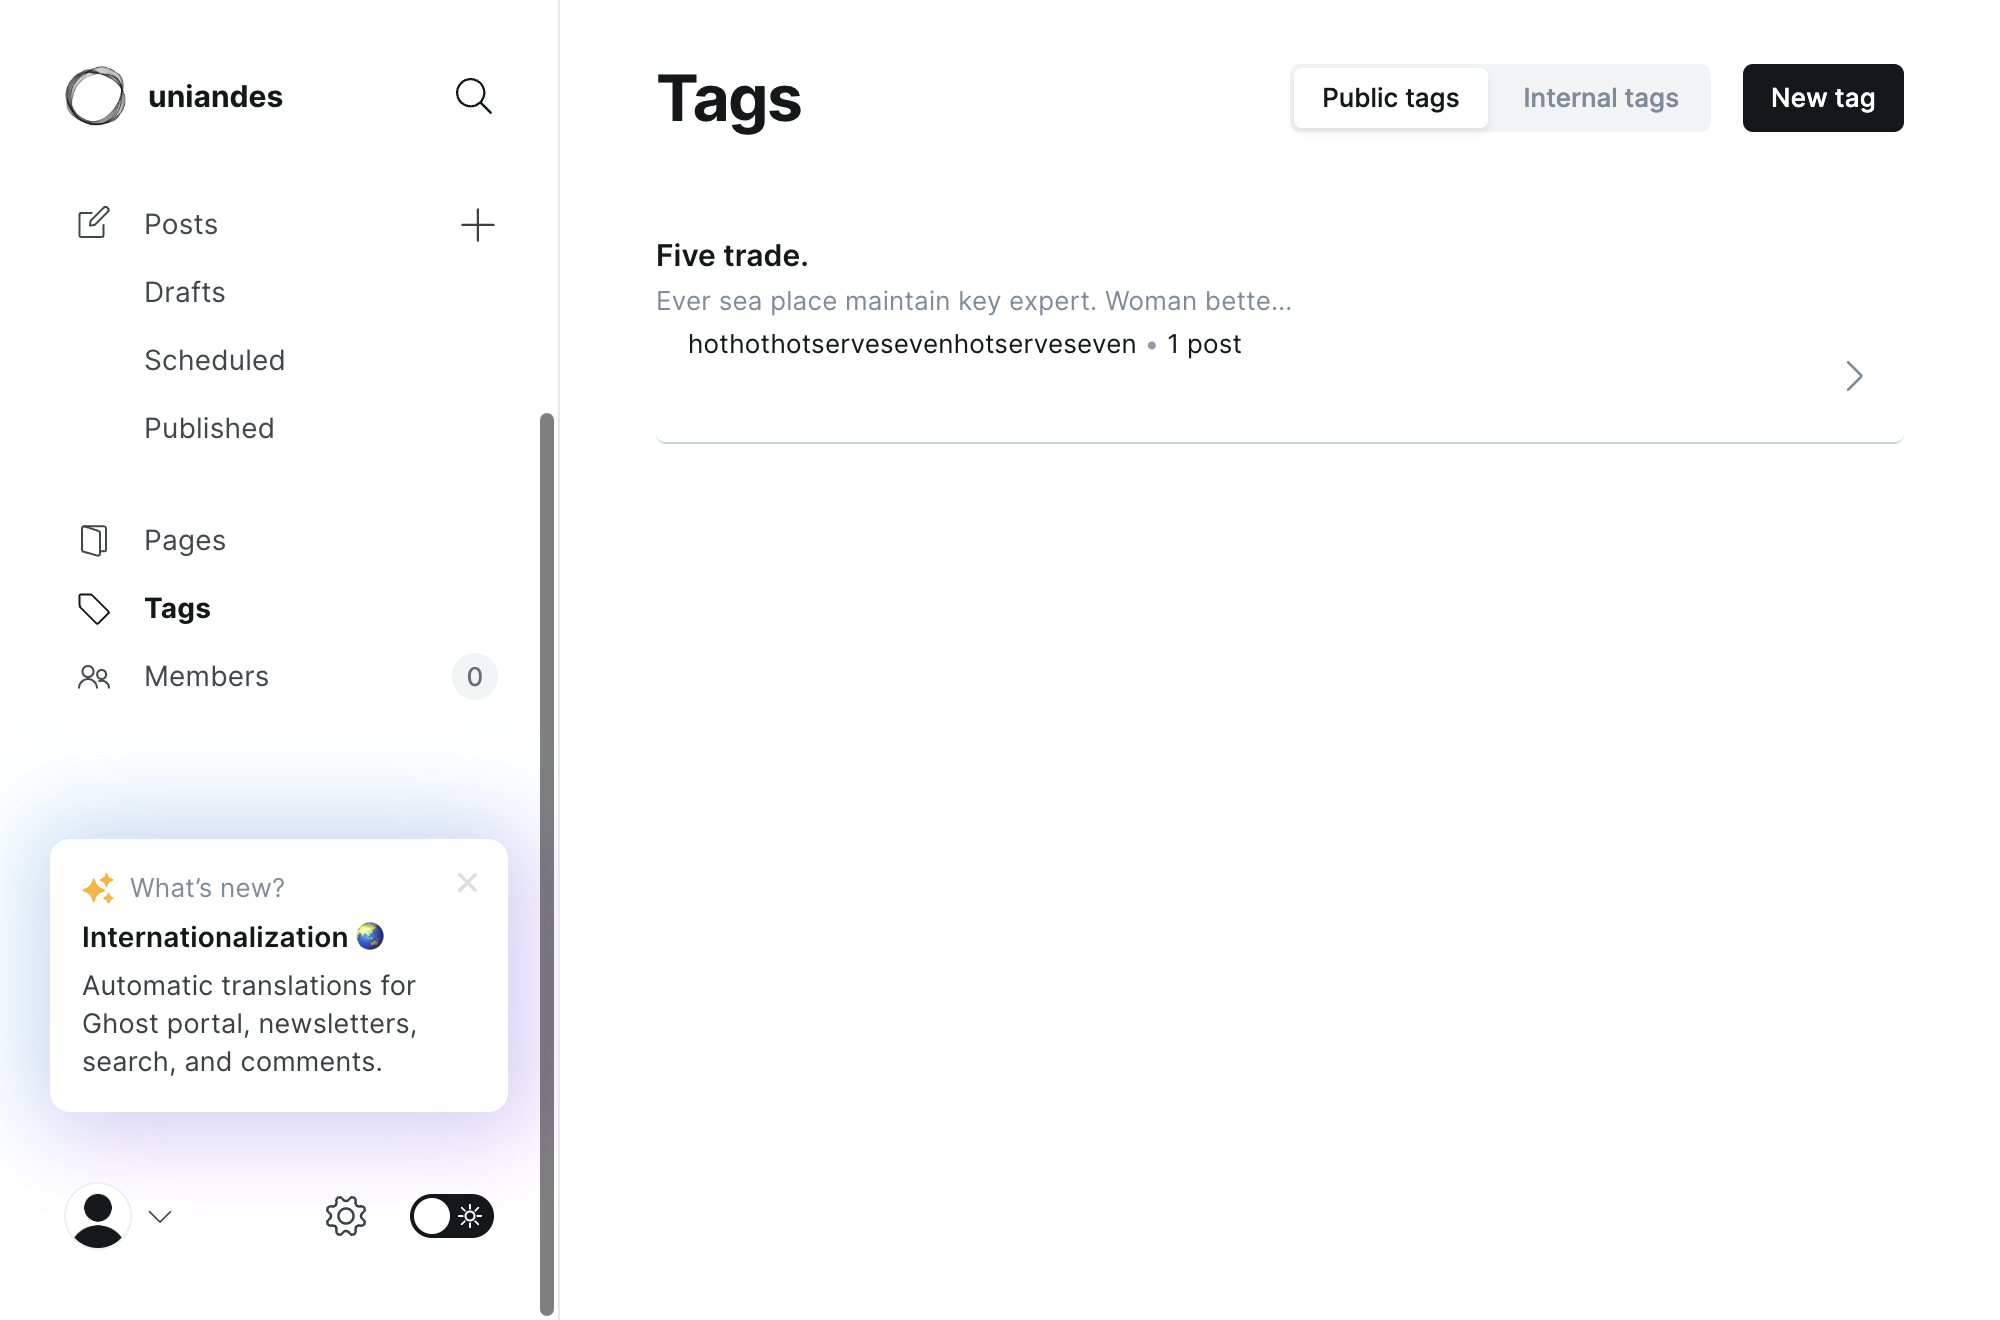 uniandes
Posts
Drafts
Scheduled
Published
Pages
Tags
Members 0
What's new?
Internationalization 🌏
Automatic translations for
Ghost portal, newsletters,
search, and comments.
Tags
Public tags Internal tags New tag
Five trade.
Ever sea place maintain key expert. Woman bette...
hothothotservesevenhotserveseven • 1 post